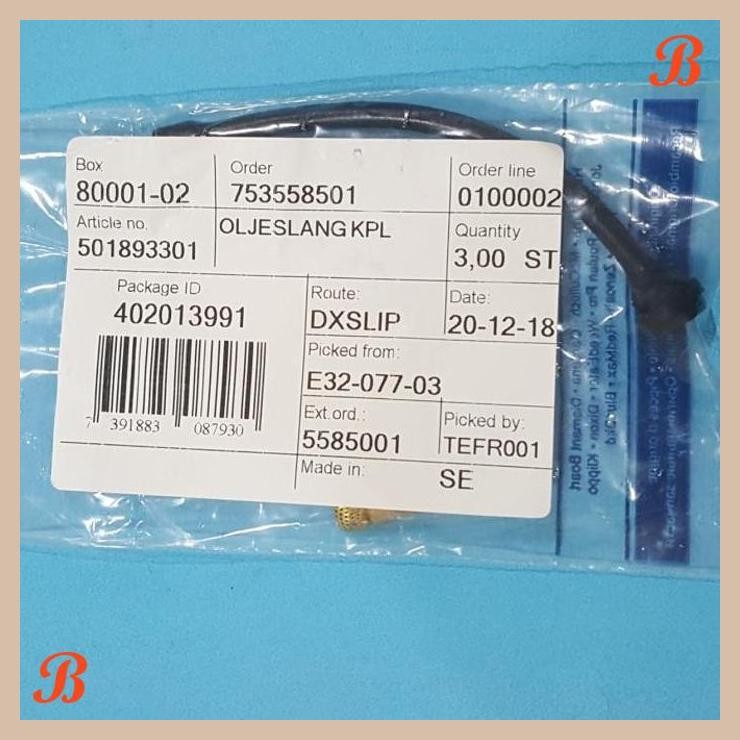 B
Box
80001-02
Order
753558501
Order line
0100002
Article no.
501893301
OLJESLANG KPL
Quantity
3,00 ST
Package ID
402013991
Route:
DXSLIP
Date:
20-12-18
Picked from:
E32-077-03
7 391883 087930
Ext.ord.:
5585001
Picked by:
TEFR001
Made in:
SE
B